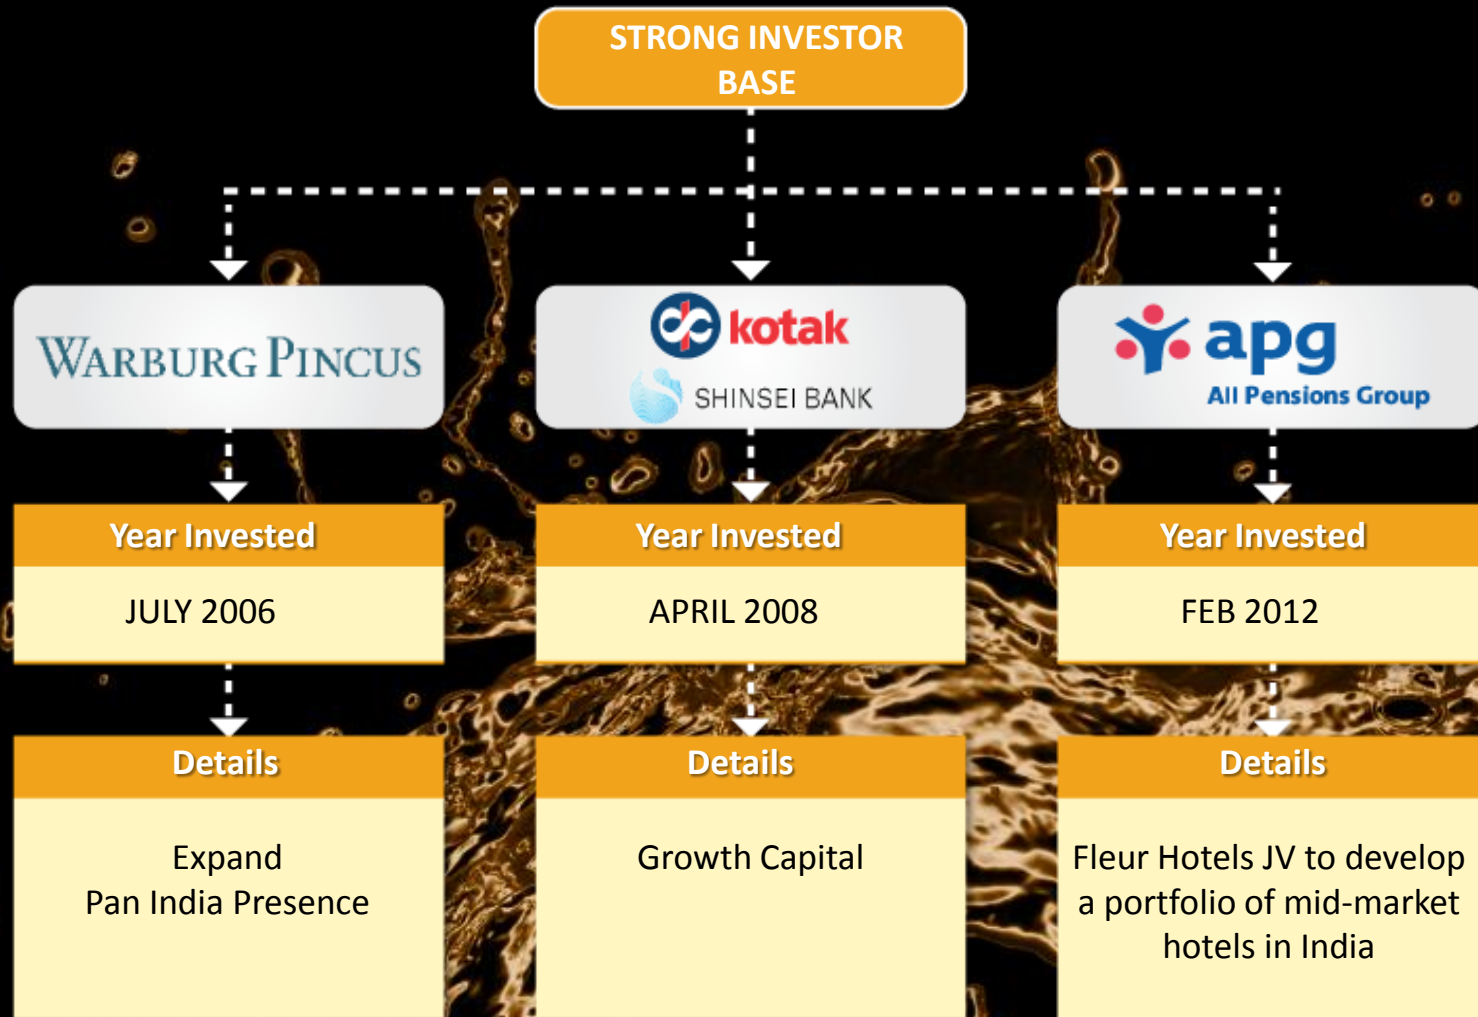 STRONG INVESTOR
BASE
WARBURG PINCUS
kotak
SHINSEI BANK
apg
All Pensions Group
Year Invested
JULY 2006
Details
Expand
Pan India Presence
Year Invested
APRIL 2008
Details
Growth Capital
Year Invested
FEB 2012
Details
Fleur Hotels JV to develop
a portfolio of mid-market
hotels in India